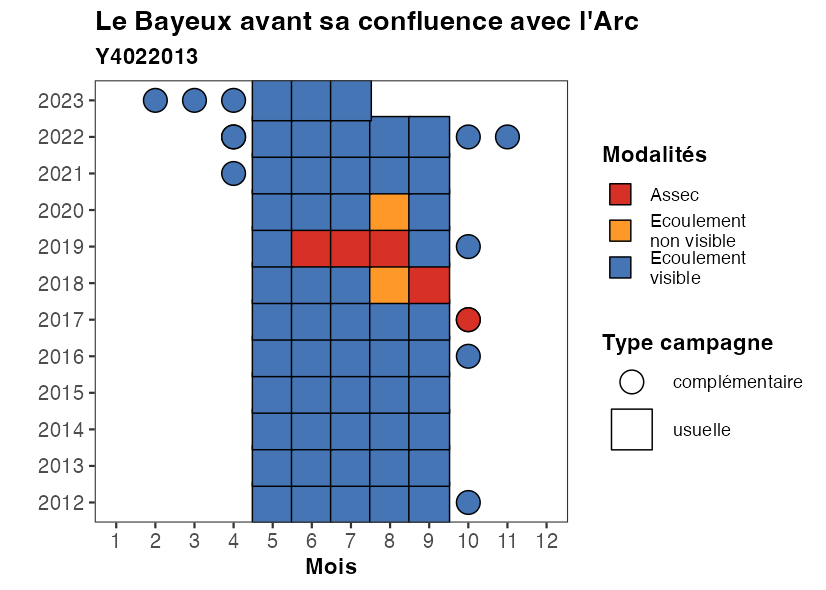 Le Bayeux avant sa confluence avec l'Arc
Y4022013
2023
2022
2021
2020
2019
2018
2017
2016
2015
2014
2013
2012
1 2 3 4 5 6 7 8 9 10 11 12
Mois
Modalités
Assec
Ecoulement
non visible
Ecoulement
visible
Type campagne
complémentaire
usuelle